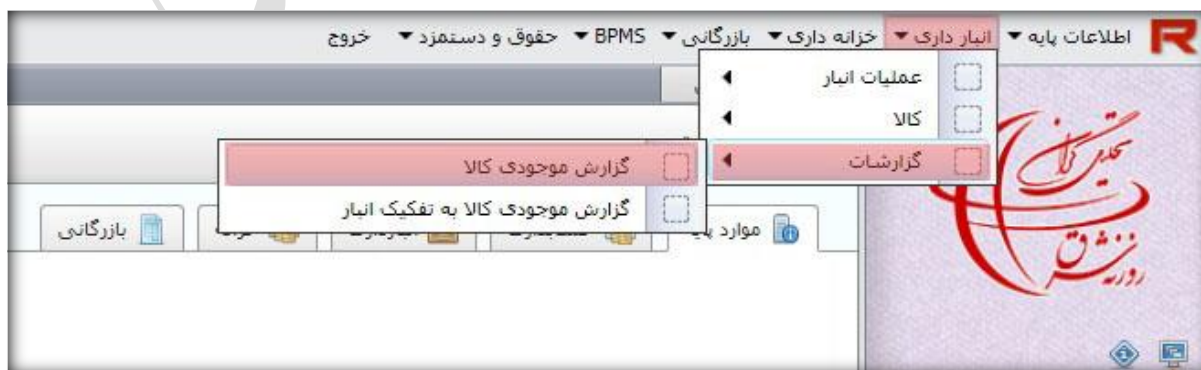 اطلاعات پایه انبار داری خزانه داری بازرگانی BPMS حقوق و دستمزد خروج
عملیات انبار
کالا
گزارشات
گزارش موجودی کالا
گزارش موجودی کالا به تفکیک انبار
موارد بازرگانی